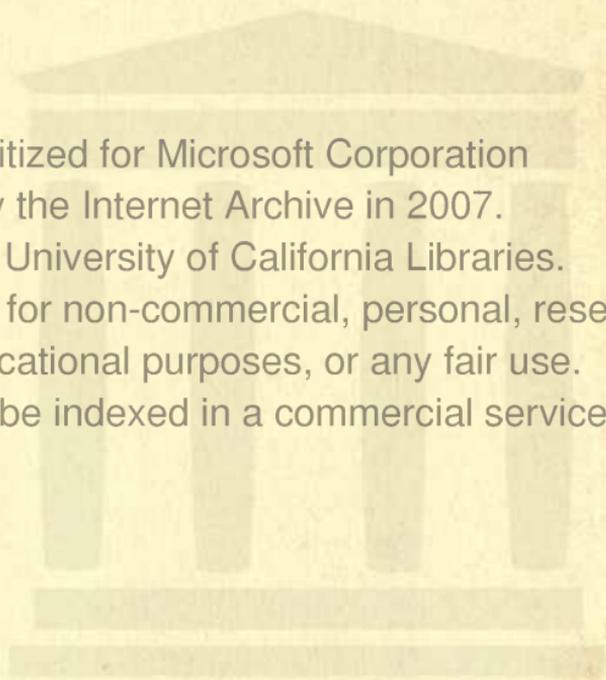 itized for Microsoft Corporation
y the Internet Archive in 2007.
University of California Libraries.
for non-commercial, personal, rese
cational purposes, or any fair use.
be indexed in a commercial service